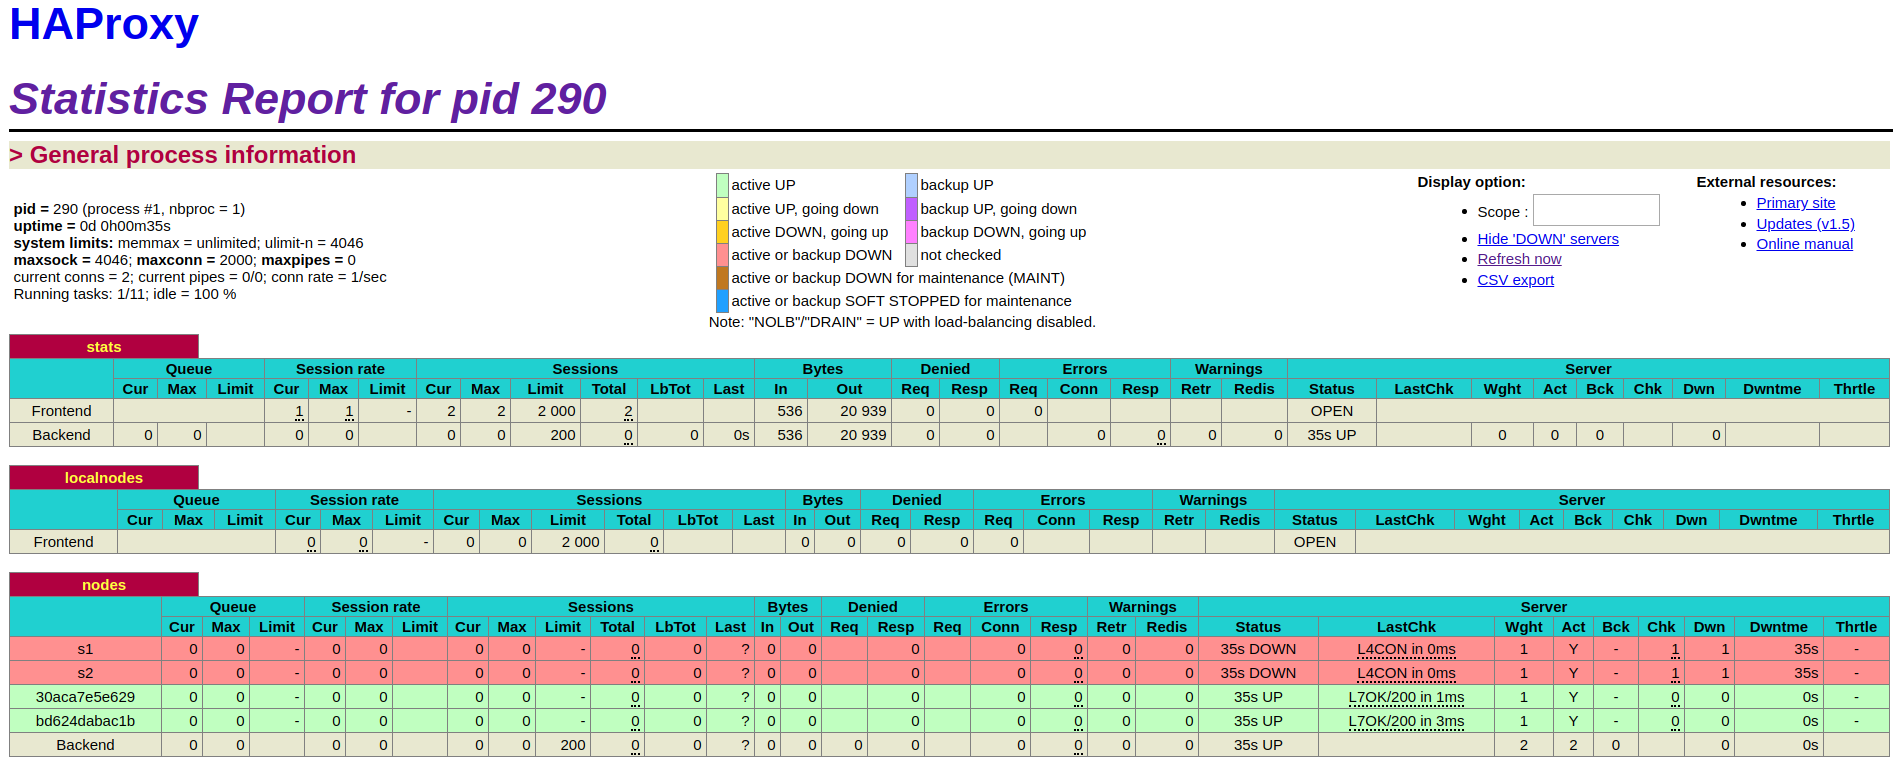 HAProxy
Statistics Report for pid 290
> General process information
pid = 290 (process #1, nbproc = 1)
uptime = 0d 0h00m35s
system limits: memmax = unlimited; ulimit-n = 4046
maxsock = 4046; maxconn = 2000; maxpipes = 0
current conns = 2; current pipes = 0/0; conn rate = 1/sec
Running tasks: 1/11; idle = 100 %
active UP backup UP
active UP, going down backup UP, going down
active DOWN, going up backup DOWN, going up
active or backup DOWN not checked
active or backup DOWN for maintenance (MAINT)
active or backup SOFT STOPPED for maintenance
Note: "NOLB"/"DRAIN" = UP with load-balancing disabled.
Display option:
Scope :
Hide 'DOWN' servers
Refresh now
CSV export
External resources:
Primary site
Updates (v1.5)
Online manual
stats
Queue Session rate Sessions Bytes Denied Errors Warnings Server
Cur Max Limit Cur Max Limit Cur Max Limit Total LbTot Last In Out Req Resp Req Conn Resp Retr Redis Status LastChk Wght Act Bck Chk Dwn Dwntme Thrtle
Frontend 1 1 - 2 2 2 000 2 536 20 939 0 0 0 OPEN
Backend 0 0 0 0 0 0 200 0 0 0s 536 20 939 0 0 0 0 0 0 35s UP 0 0 0 0
localnodes
Queue Session rate Sessions Bytes Denied Errors Warnings Server
Cur Max Limit Cur Max Limit Cur Max Limit Total LbTot Last In Out Req Resp Req Conn Resp Retr Redis Status LastChk Wght Act Bck Chk Dwn Dwntme Thrtle
Frontend 0 0 - 0 0 2 000 0 0 0 0 0 0 OPEN
nodes
Queue Session rate Sessions Bytes Denied Errors Warnings Server
Cur Max Limit Cur Max Limit Cur Max Limit Total LbTot Last In Out Req Resp Req Conn Resp Retr Redis Status LastChk Wght Act Bck Chk Dwn Dwntme Thrtle
s1 0 0 - 0 0 0 0 - 0 0 ? 0 0 0 0 0 0 0 35s DOWN L4CON in 0ms 1 Y - 1 1 35s -
s2 0 0 - 0 0 0 0 - 0 0 ? 0 0 0 0 0 0 0 35s DOWN L4CON in 0ms 1 Y - 1 1 35s -
30aca7e5e629 0 0 - 0 0 0 0 - 0 0 ? 0 0 0 0 0 0 0 35s UP L7OK/200 in 1ms 1 Y - 0 0 0s -
bd624dabac1b 0 0 - 0 0 0 0 - 0 0 ? 0 0 0 0 0 0 0 35s UP L7OK/200 in 3ms 1 Y - 0 0 0s -
Backend 0 0 0 0 0 0 200 0 0 ? 0 0 0 0 0 0 0 0 35s UP 2 2 0 0 0s